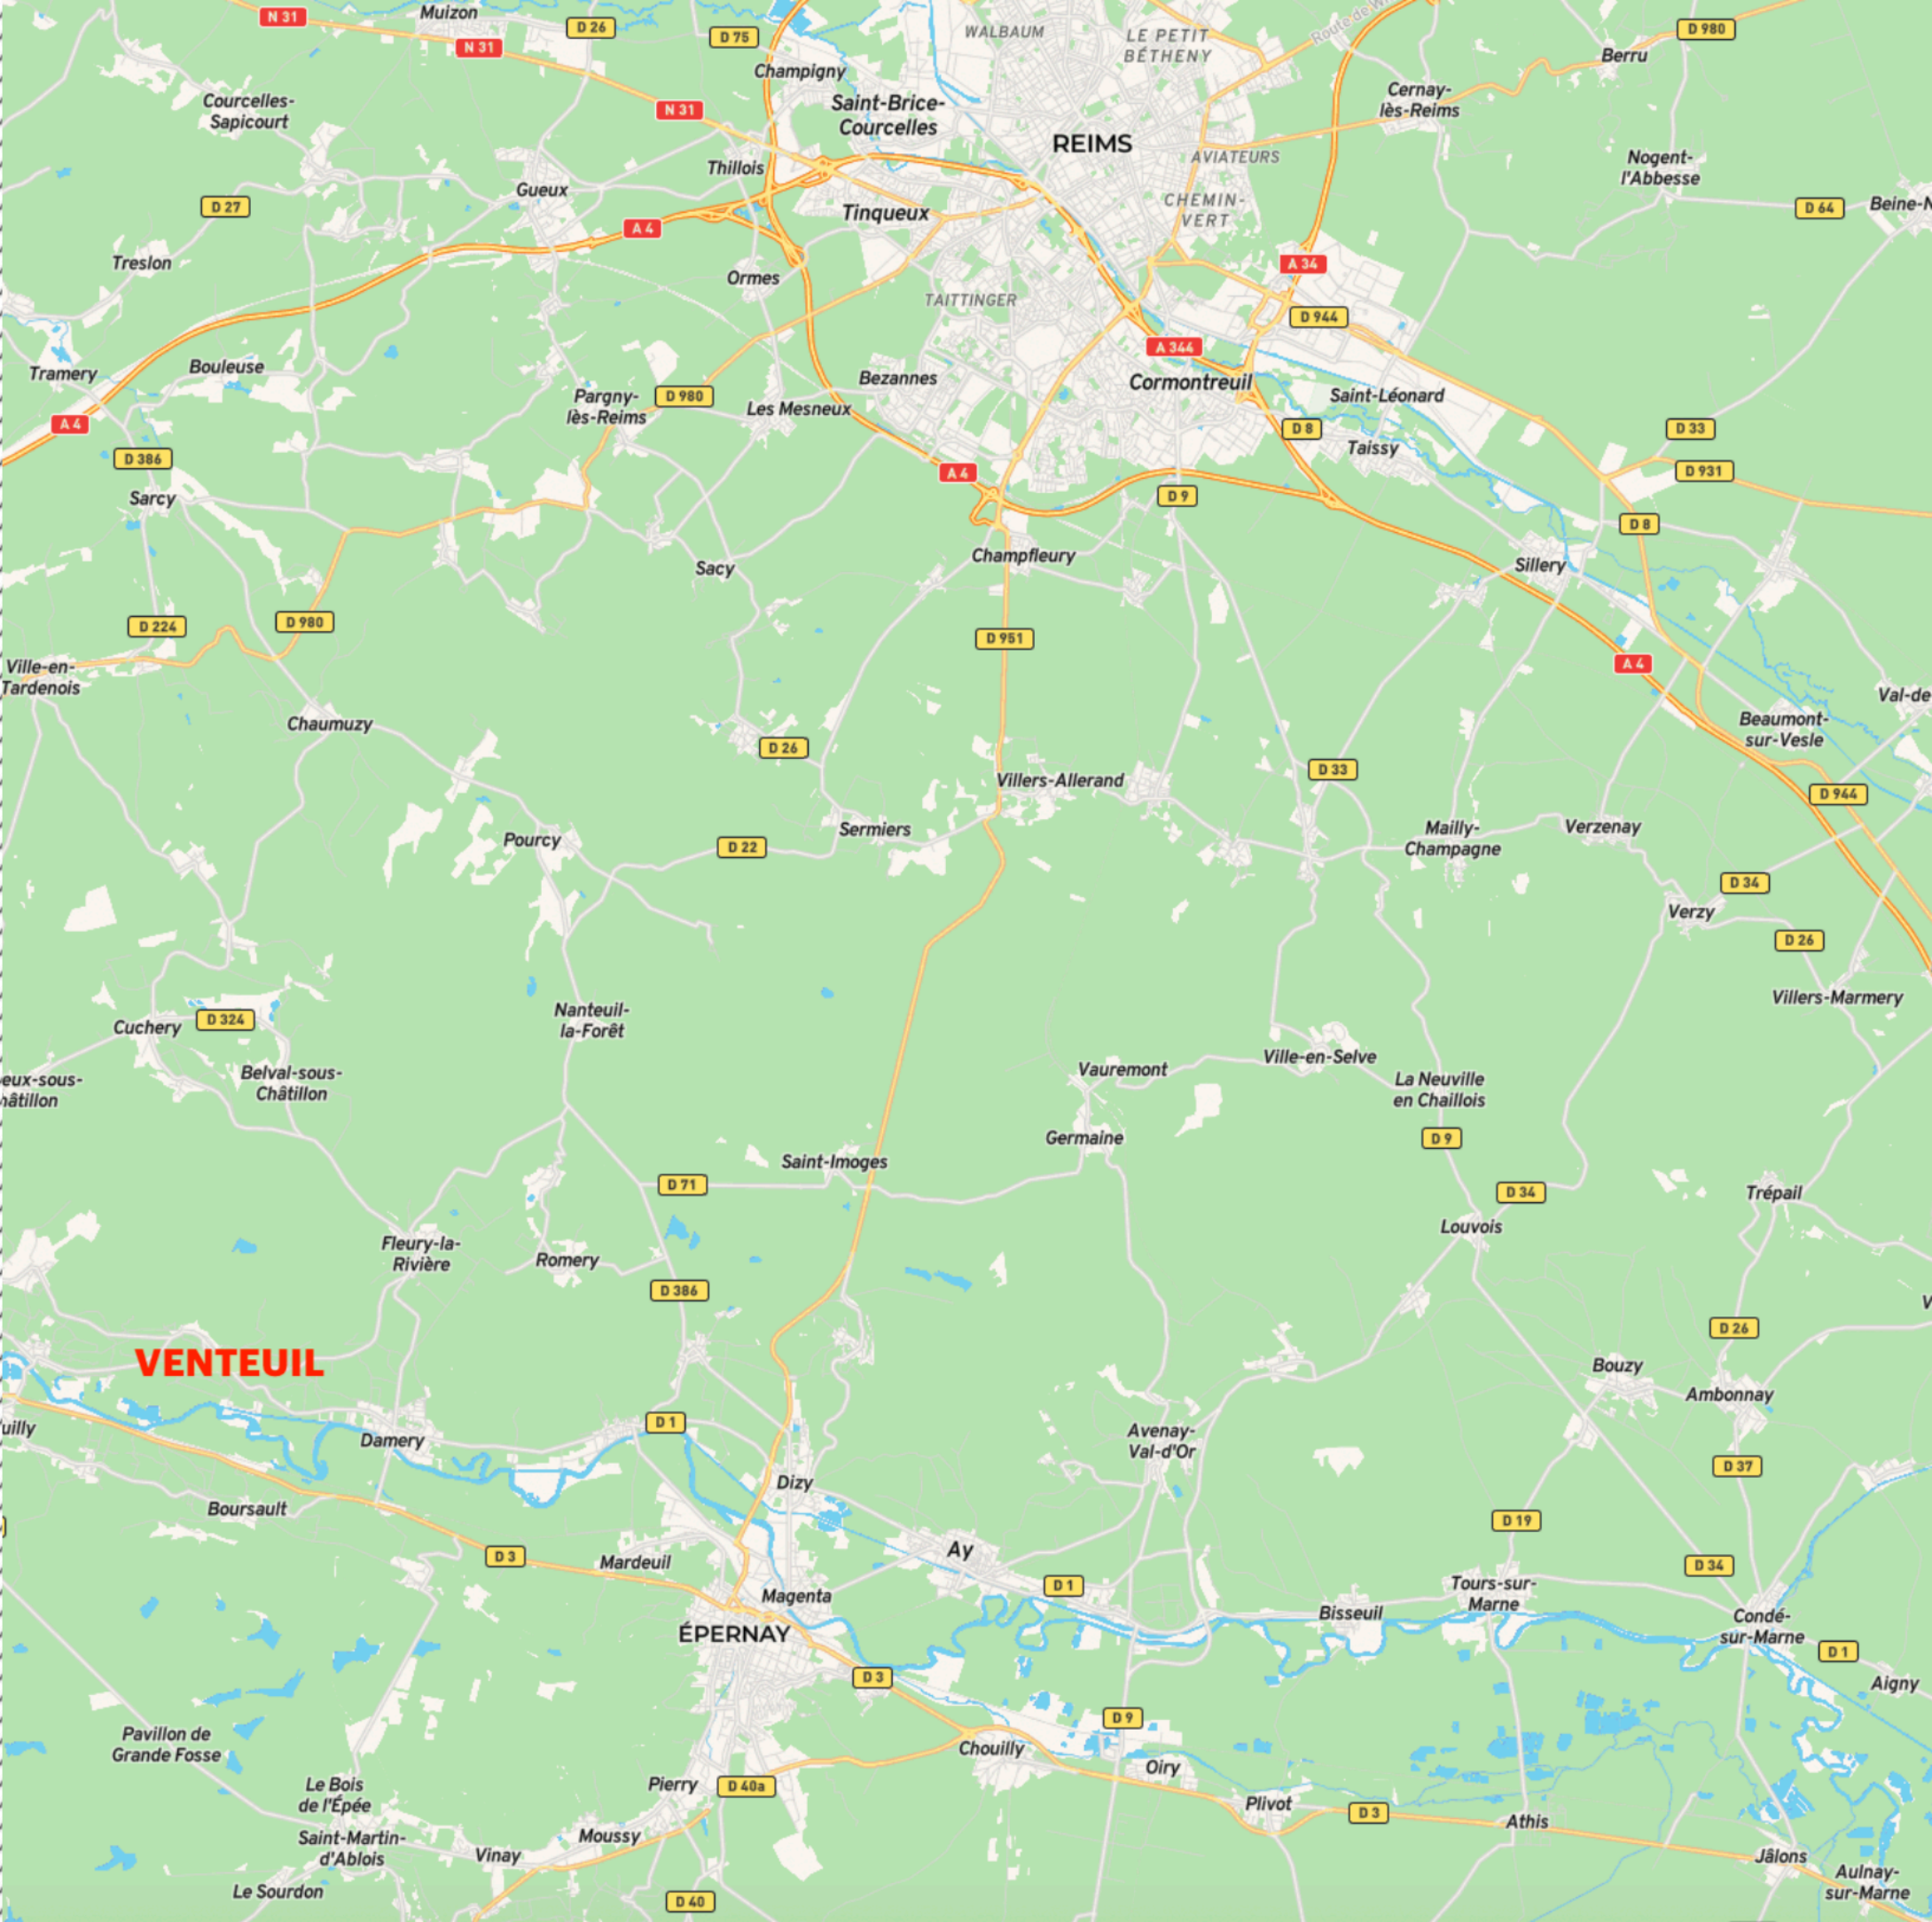 N 31
Muizon
D 26
D 75
WALBAUM
LE PETIT
BÉTHENY
Route de
D 980
Berru
N 31
Champigny
Courcelles-
Sapicourt
N 31
Saint-Brice-
Courcelles
Cernay-
lès-Reims
REIMS
AVIATEURS
Thillois
Nogent-
l'Abbesse
Gueux
D 27
Tinqueux
CHEMIN-
VERT
D 64
Beine-N
A 4
Treslon
Ormes
A 34
TAITTINGER
D 944
A 344
Tramery
Bouleuse
Bezannes
Cormontreuil
Pargny-
lès-Reims
D 980
Les Mesneux
Saint-Léonard
A 4
D 8
D 33
Taissy
D 386
A 4
D 931
Sarcy
D 9
D 8
Champfleury
Sacy
Sillery
D 224
D 980
D 951
A 4
Ville-en-
Tardenois
Val-de
Chaumuzy
Beaumont-
sur-Vesle
D 26
D 33
Villers-Allerand
D 944
Sermiers
Mailly-
Champagne
Verzenay
Pourcy
D 22
D 34
Verzy
D 26
Villers-Marmery
Nanteuil-
la-Forêt
Cuchery
D 324
Ville-en-Selve
Vauremont
Belval-sous-
Châtillon
eux-sous-
hâtillon
La Neuville
en Chaillois
Germaine
D 9
Saint-Imoges
D 71
D 34
Trépail
Louvois
Fleury-la-
Rivière
Romery
D 386
V
D 26
VENTEUIL
Bouzy
Ambonnay
D 1
uilly
Damery
Avenay-
Val-d'Or
D 37
Dizy
Boursault
D 19
Ay
D 3
Mardeuil
D 34
D 1
Magenta
Tours-sur-
Marne
Bisseuil
Condé-
sur-Marne
ÉPERNAY
D 1
D 3
Aigny
D 9
Pavillon de
Grande Fosse
Chouilly
Oiry
Le Bois
de l'Épée
Pierry
D 40a
Plivot
D 3
Athis
Saint-Martin-
d'Ablois
Moussy
Vinay
Jâlons
Aulnay-
sur-Marne
Le Sourdon
D 40